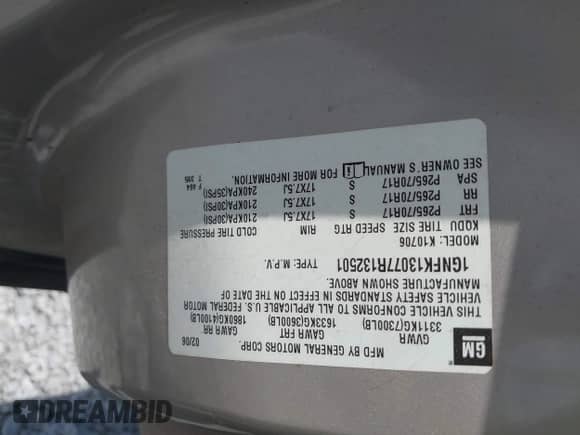 GM
MFD BY GENERAL MOTORS CORP.
02/06
GVWR GAWR FRT GAWR RR
3311KG(7300LB) 1633KG(3600LB) 1860KG(4100LB)
THIS VEHICLE CONFORMS TO ALL APPLICABLE U.S. FEDERAL MOTOR
VEHICLE SAFETY STANDARDS IN EFFECT ON THE DATE OF
MANUFACTURE SHOWN ABOVE.
1GNFK13077R132501 TYPE: M.P.V.
MODEL: K10706
KODU TIRE SIZE SPEED RTG RIM COLD TIRE PRESSURE
FRT P265/70R17 S 17X7.5J 210KPA(30PSI)
RR P265/70R17 S 17X7.5J 210KPA(30PSI)
SPA P265/70R17 S 17X7.5J 240KPA(35PSI)
SEE OWNER'S MANUAL i FOR MORE INFORMATION.
DREAMBID